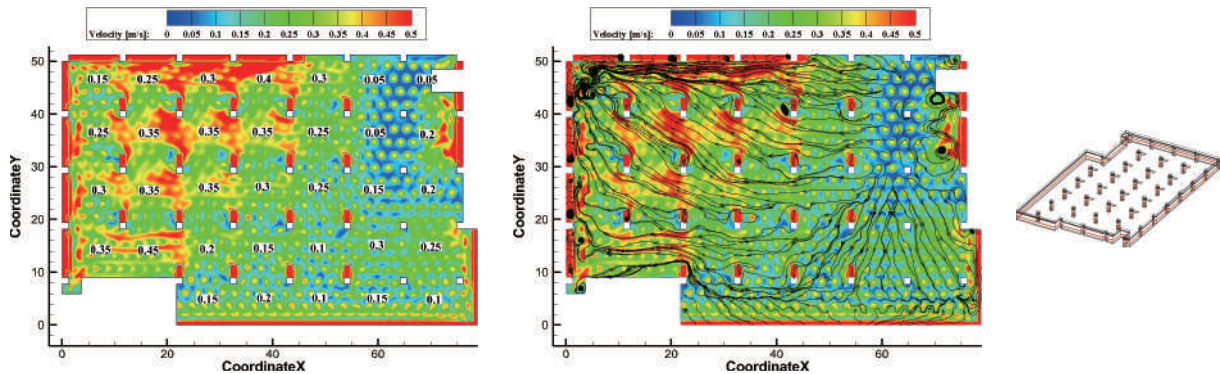 Velocity [m/s]: 0 0.05 0.1 0.15 0.2 0.25 0.3 0.35 0.4 0.45 0.5
50
40
30
20
10
0
CoordinateY
0.15 0.25 0.3 0.4 0.3 0.05 0.05
0.25 0.35 0.35 0.35 0.25 0.05 0.2
0.3 0.35 0.35 0.3 0.25 0.15 0.2
0.35 0.45 0.2 0.15 0.1 0.3 0.25
0.15 0.2 0.1 0.15 0.1
0 20 40 60
CoordinateX
Velocity [m/s]: 0 0.05 0.1 0.15 0.2 0.25 0.3 0.35 0.4 0.45 0.5
50
40
30
20
10
0
CoordinateY
0 20 40 60
CoordinateX